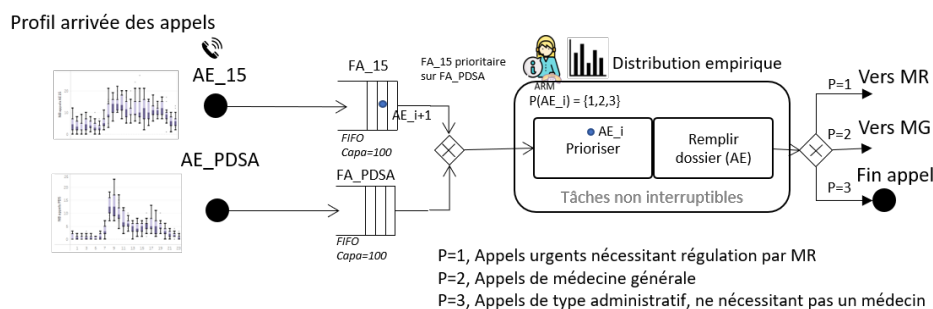 Profil arrivée des appels
AE_15
FA_15
FA_15 prioritaire
sur FA_PDSA
AE_i+1
FIFO
Capa=100
AE_PDSA
FA_PDSA
FIFO
Capa=100
ARM
Distribution empirique
P(AE_i) = {1,2,3}
AE_i
Prioriser
Remplir
dossier (AE)
Tâches non interruptibles
P=1
Vers MR
P=2
Vers MG
P=3
Fin appel
P=1, Appels urgents nécessitant régulation par MR
P=2, Appels de médecine générale
P=3, Appels de type administratif, ne nécessitant pas un médecin